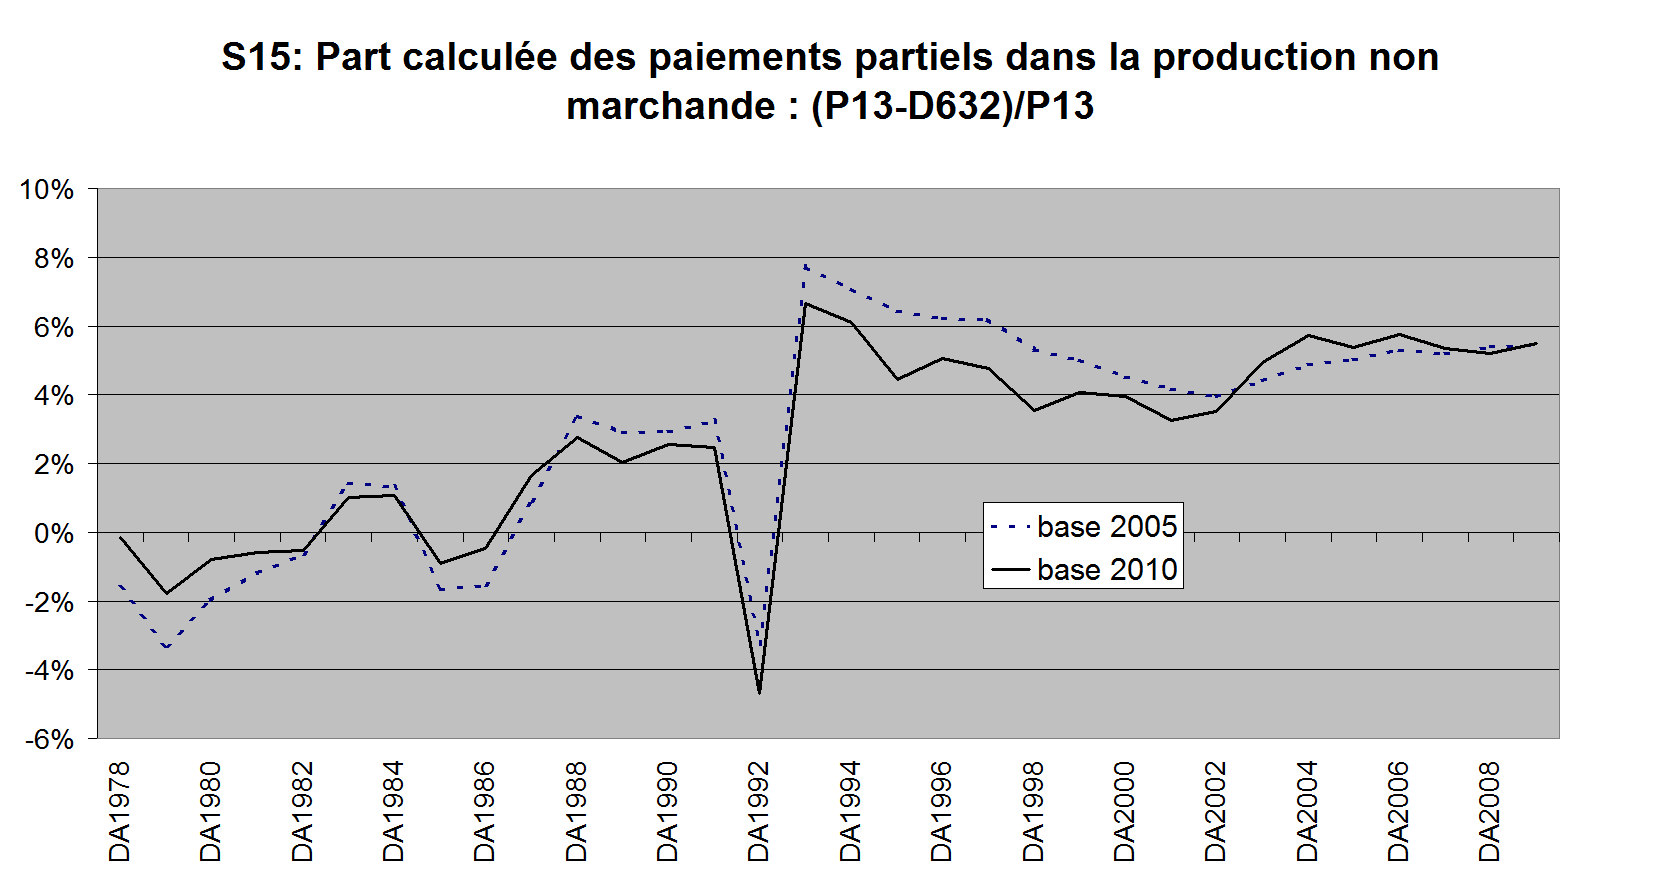 S15: Part calculée des paiements partiels dans la production non
marchande : (P13-D632)/P13
10%
8%
6%
4%
2%
0%
-2%
-4%
-6%
base 2005
base 2010
DA1978
DA1980
DA1982
DA1984
DA1986
DA1988
DA1990
DA1992
DA1994
DA1996
DA1998
DA2000
DA2002
DA2004
DA2006
DA2008